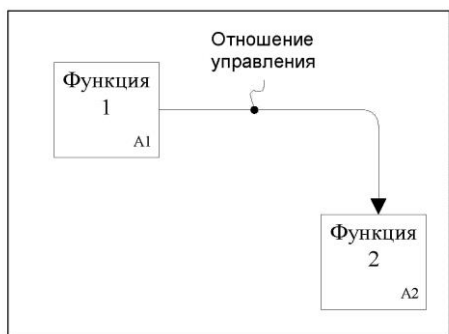 Отношение
управления
Функция
1
A1
Функция
2
A2